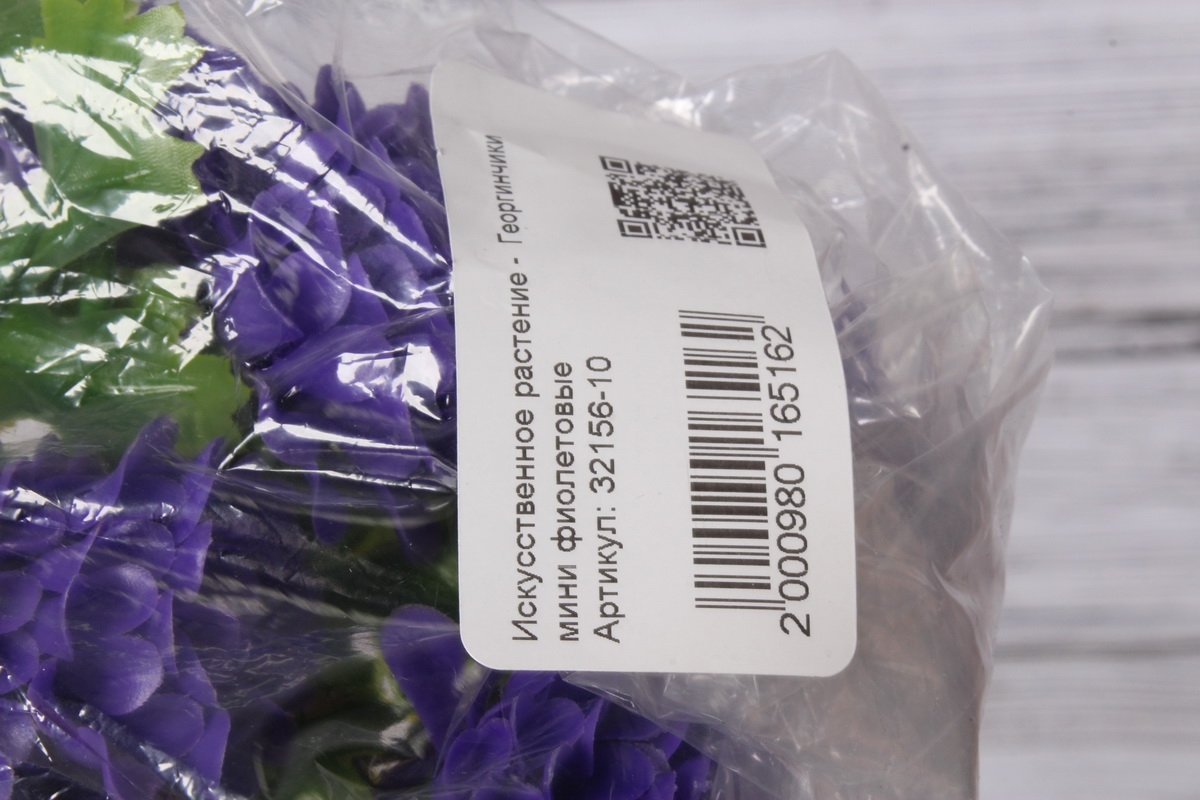 Искусственное растение - Георгинчики
мини фиолетовые
Артикул: 32156-10
2 000980 165162